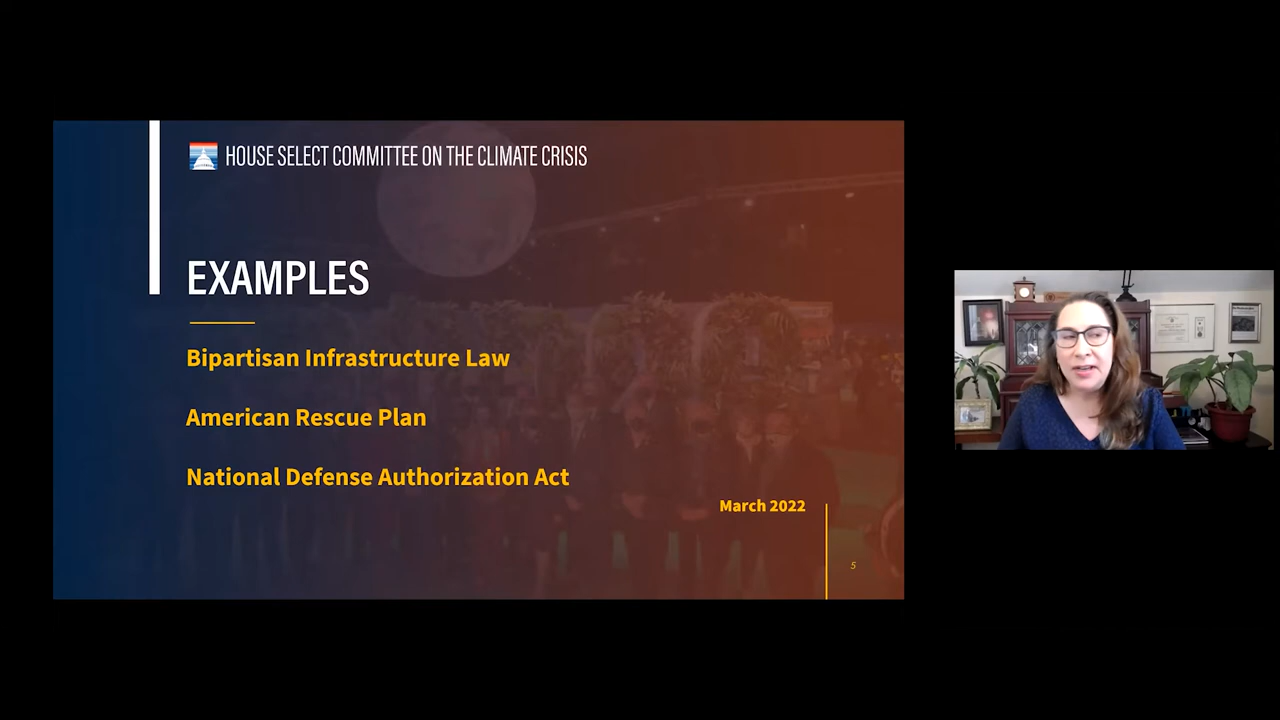 HOUSE SELECT COMMITTEE ON THE CLIMATE CRISIS
EXAMPLES
Bipartisan Infrastructure Law
American Rescue Plan
National Defense Authorization Act
March 2022
5